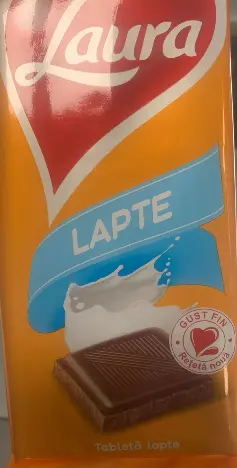 Laura
LAPTE
GUST FIN
Rețetă nouă
Tabletă lapte